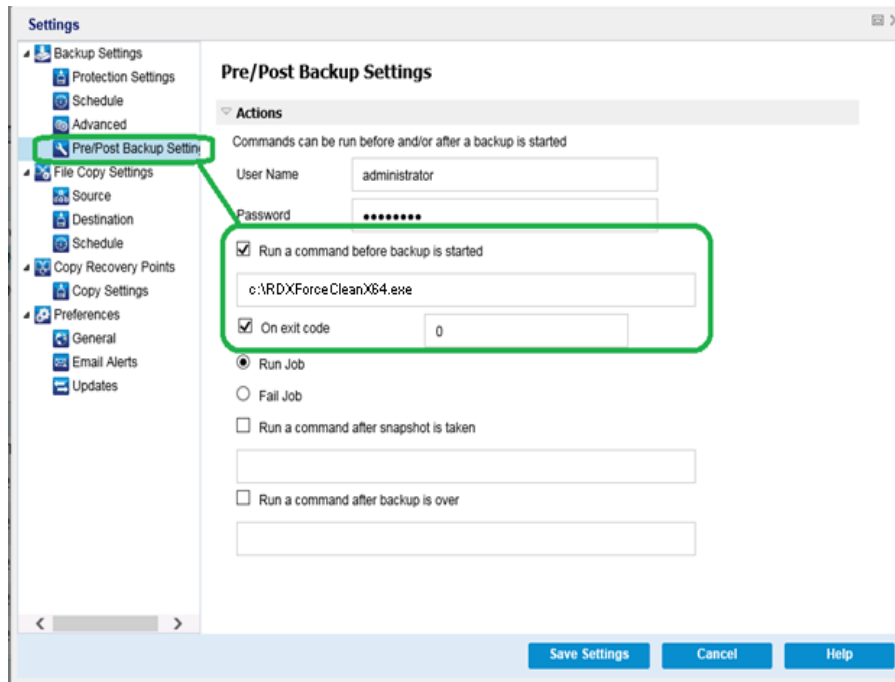 Settings
Backup Settings
Protection Settings
Schedule
Advanced
Pre/Post Backup Setting
File Copy Settings
Source
Destination
Schedule
Copy Recovery Points
Copy Settings
Preferences
General
Email Alerts
Updates
Pre/Post Backup Settings
Actions
Commands can be run before and/or after a backup is started
User Name
administrator
Password
••••••••
Run a command before backup is started
c:\RDXForceCleanX64.exe
On exit code
0
Run Job
Fail Job
Run a command after snapshot is taken
Run a command after backup is over
Save Settings
Cancel
Help